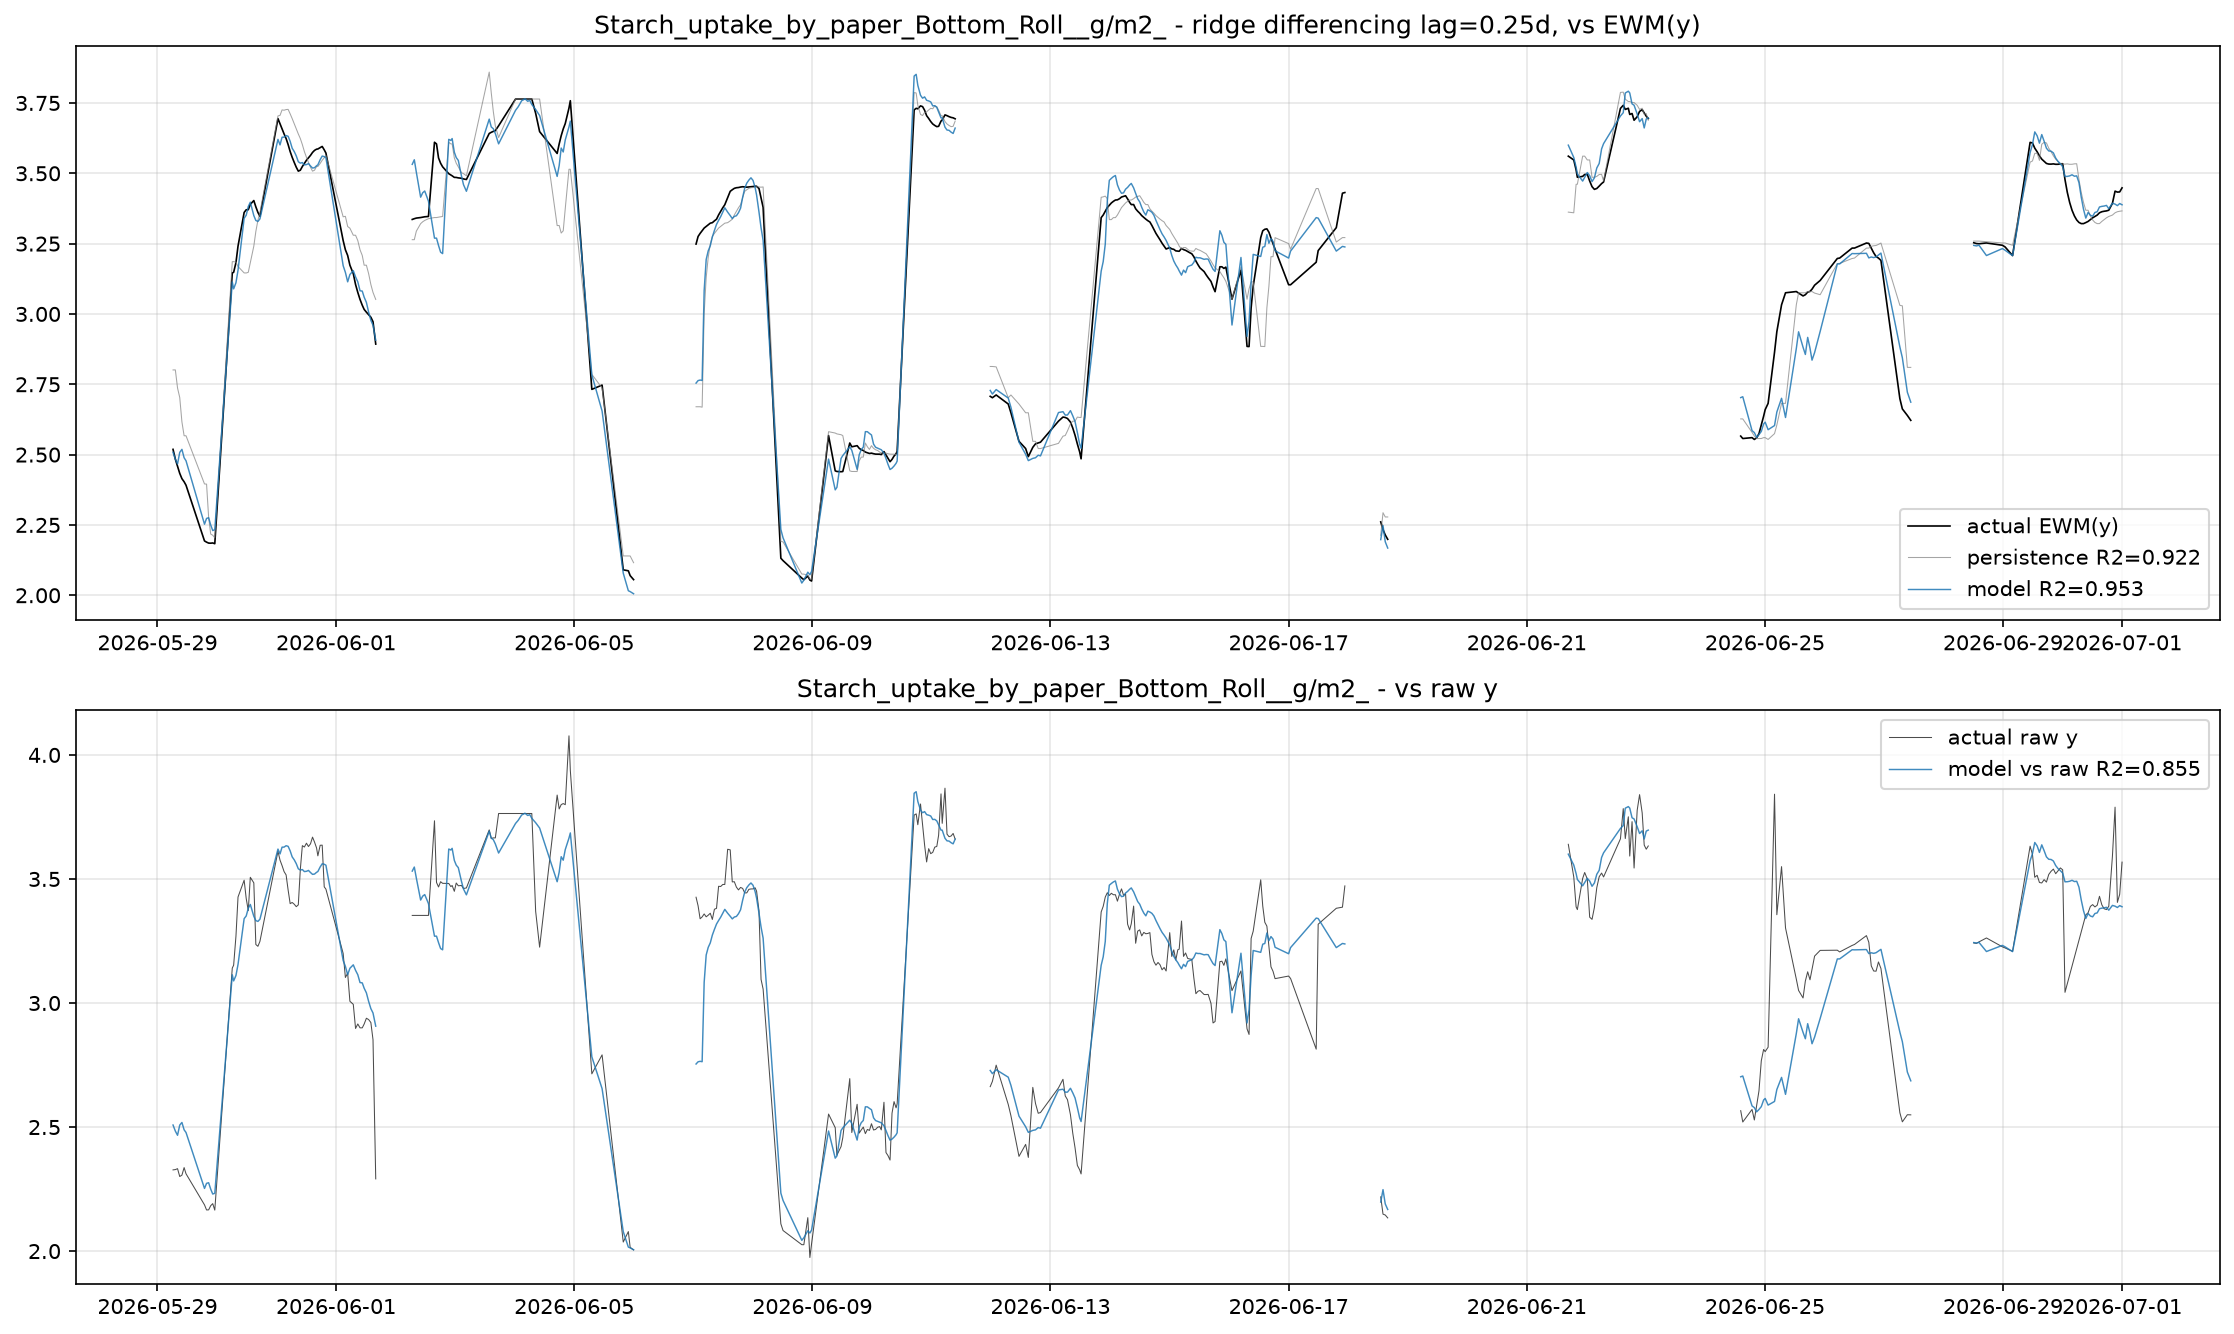 Starch_uptake_by_paper_Bottom_Roll__g/m2_ - ridge differencing lag=0.25d, vs EWM(y)
3.75
3.50
3.25
3.00
2.75
2.50
2.25
2.00
actual EWM(y)
persistence R2=0.922
model R2=0.953
2026-05-29 2026-06-01 2026-06-05 2026-06-09 2026-06-13 2026-06-17 2026-06-21 2026-06-25 2026-06-29 2026-07-01
Starch_uptake_by_paper_Bottom_Roll__g/m2_ - vs raw y
4.0
3.5
3.0
2.5
2.0
actual raw y
model vs raw R2=0.855
2026-05-29 2026-06-01 2026-06-05 2026-06-09 2026-06-13 2026-06-17 2026-06-21 2026-06-25 2026-06-29 2026-07-01